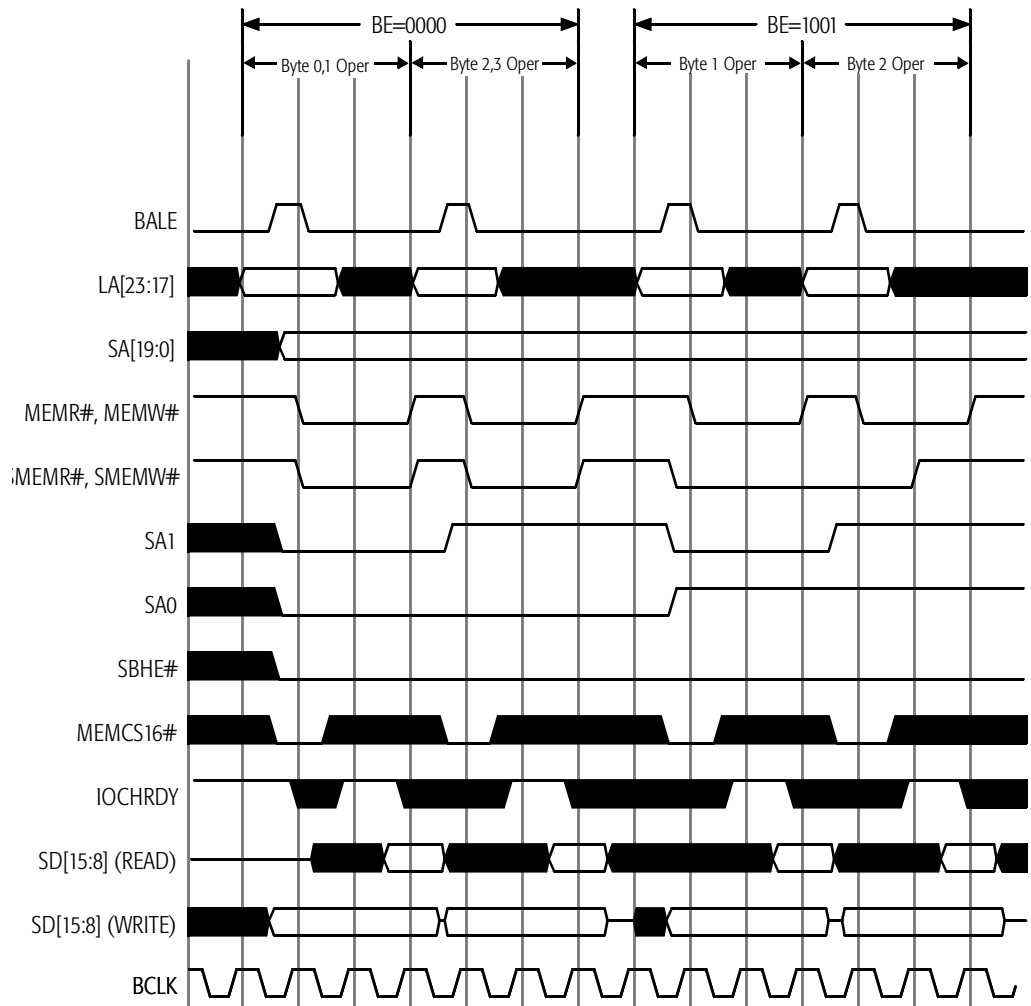 BE=0000 BE=1001
Byte 0,1 Oper Byte 2,3 Oper Byte 1 Oper Byte 2 Oper
BALE
LA[23:17]
SA[19:0]
MEMR#, MEMW#
MEMR#, SMEMW#
SA1
SA0
SBHE#
MEMCS16#
IOCHRDY
SD[15:8] (READ)
SD[15:8] (WRITE)
BCLK